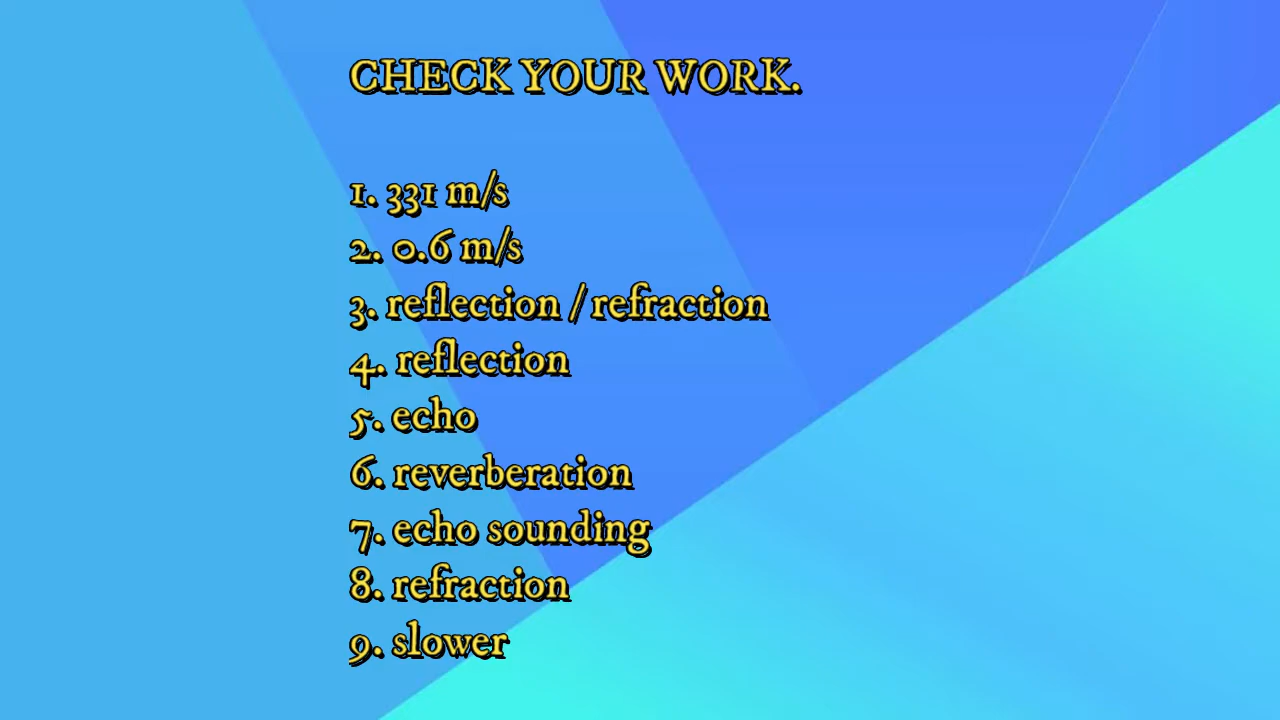 CHECK YOUR WORK.
1. 331 m/s
2. 0.6 m/s
3. reflection / refraction
4. reflection
5. echo
6. reverberation
7. echo sounding
8. refraction
9. slower